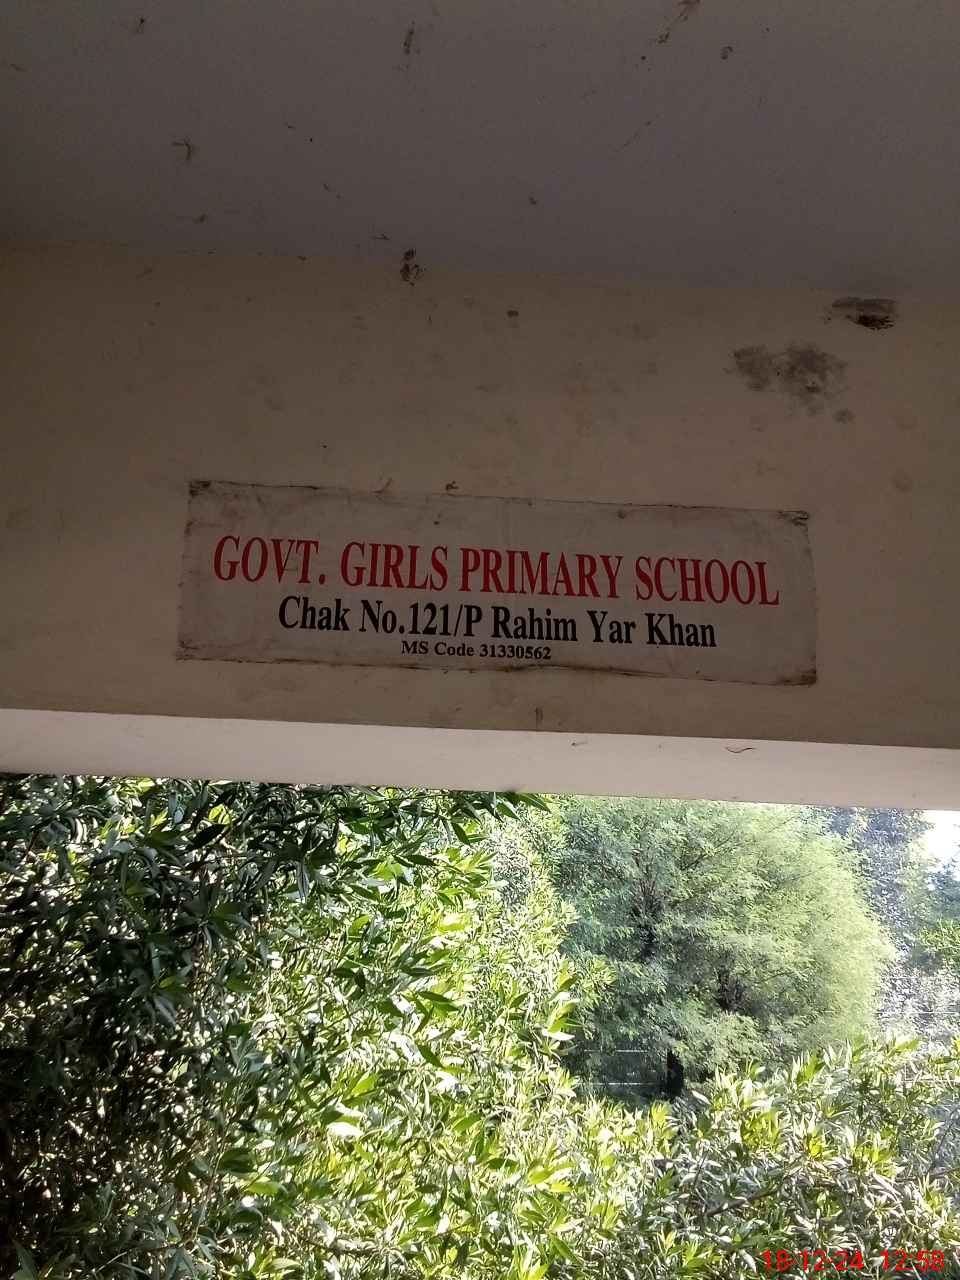 GOVT. GIRLS PRIMARY SCHOOL
Chak No.121/P Rahim Yar Khan
MS Code 31330562
18-12-24 12:58